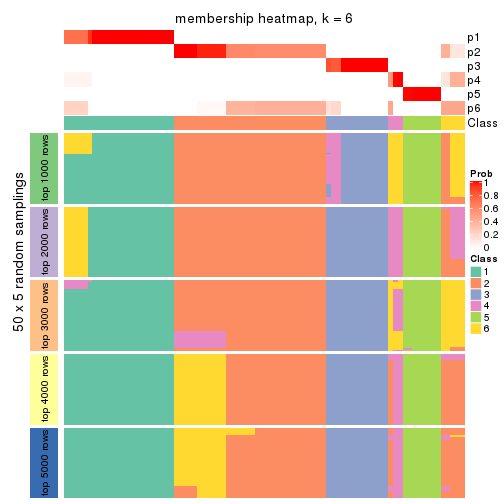 membership heatmap, k = 6
p1
p2
p3
p4
p5
p6
Class
50 x 5 random samplings
top 1000 rows
top 2000 rows
top 3000 rows
top 4000 rows
top 5000 rows
Prob
1
0.8
0.6
0.4
0.2
0
Class
1
2
3
4
5
6